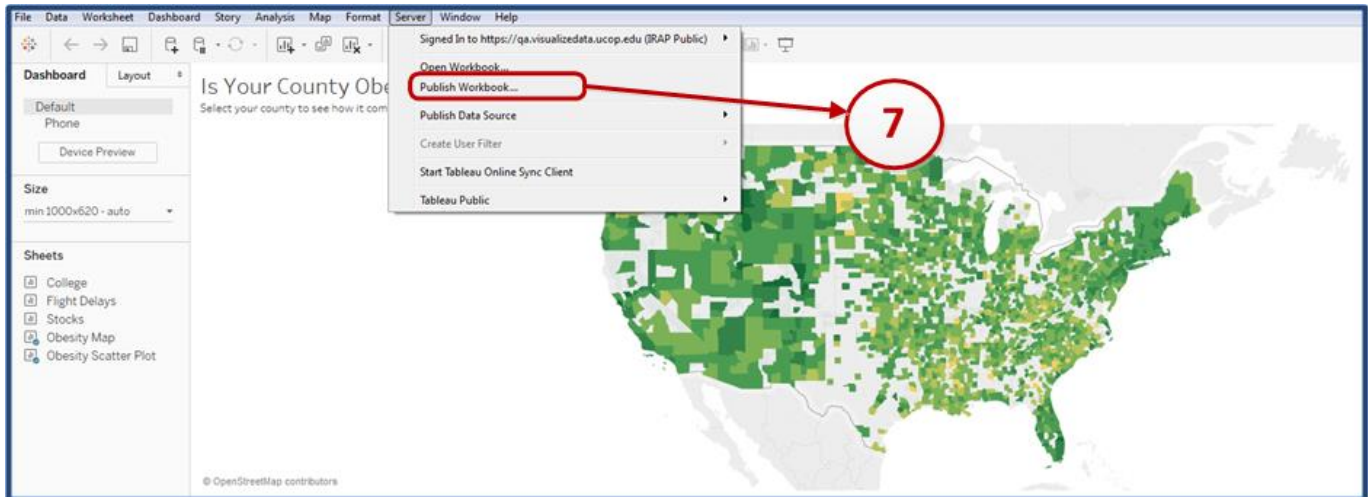 File Data Worksheet Dashboard Story Analysis Map Format Server Window Help
Signed In to https://qa.visualizedata.ucop.edu (IRAP Public)
Open Workbook...
Publish Workbook...
Publish Data Source
Create User Filter
Start Tableau Online Sync Client
Tableau Public
7
Dashboard Layout
Default
Phone
Device Preview
Size
min 1000x620 - auto
Sheets
College
Flight Delays
Stocks
Obesity Map
Obesity Scatter Plot
Is Your County Obe
Select your county to see how it com
© OpenStreetMap contributors